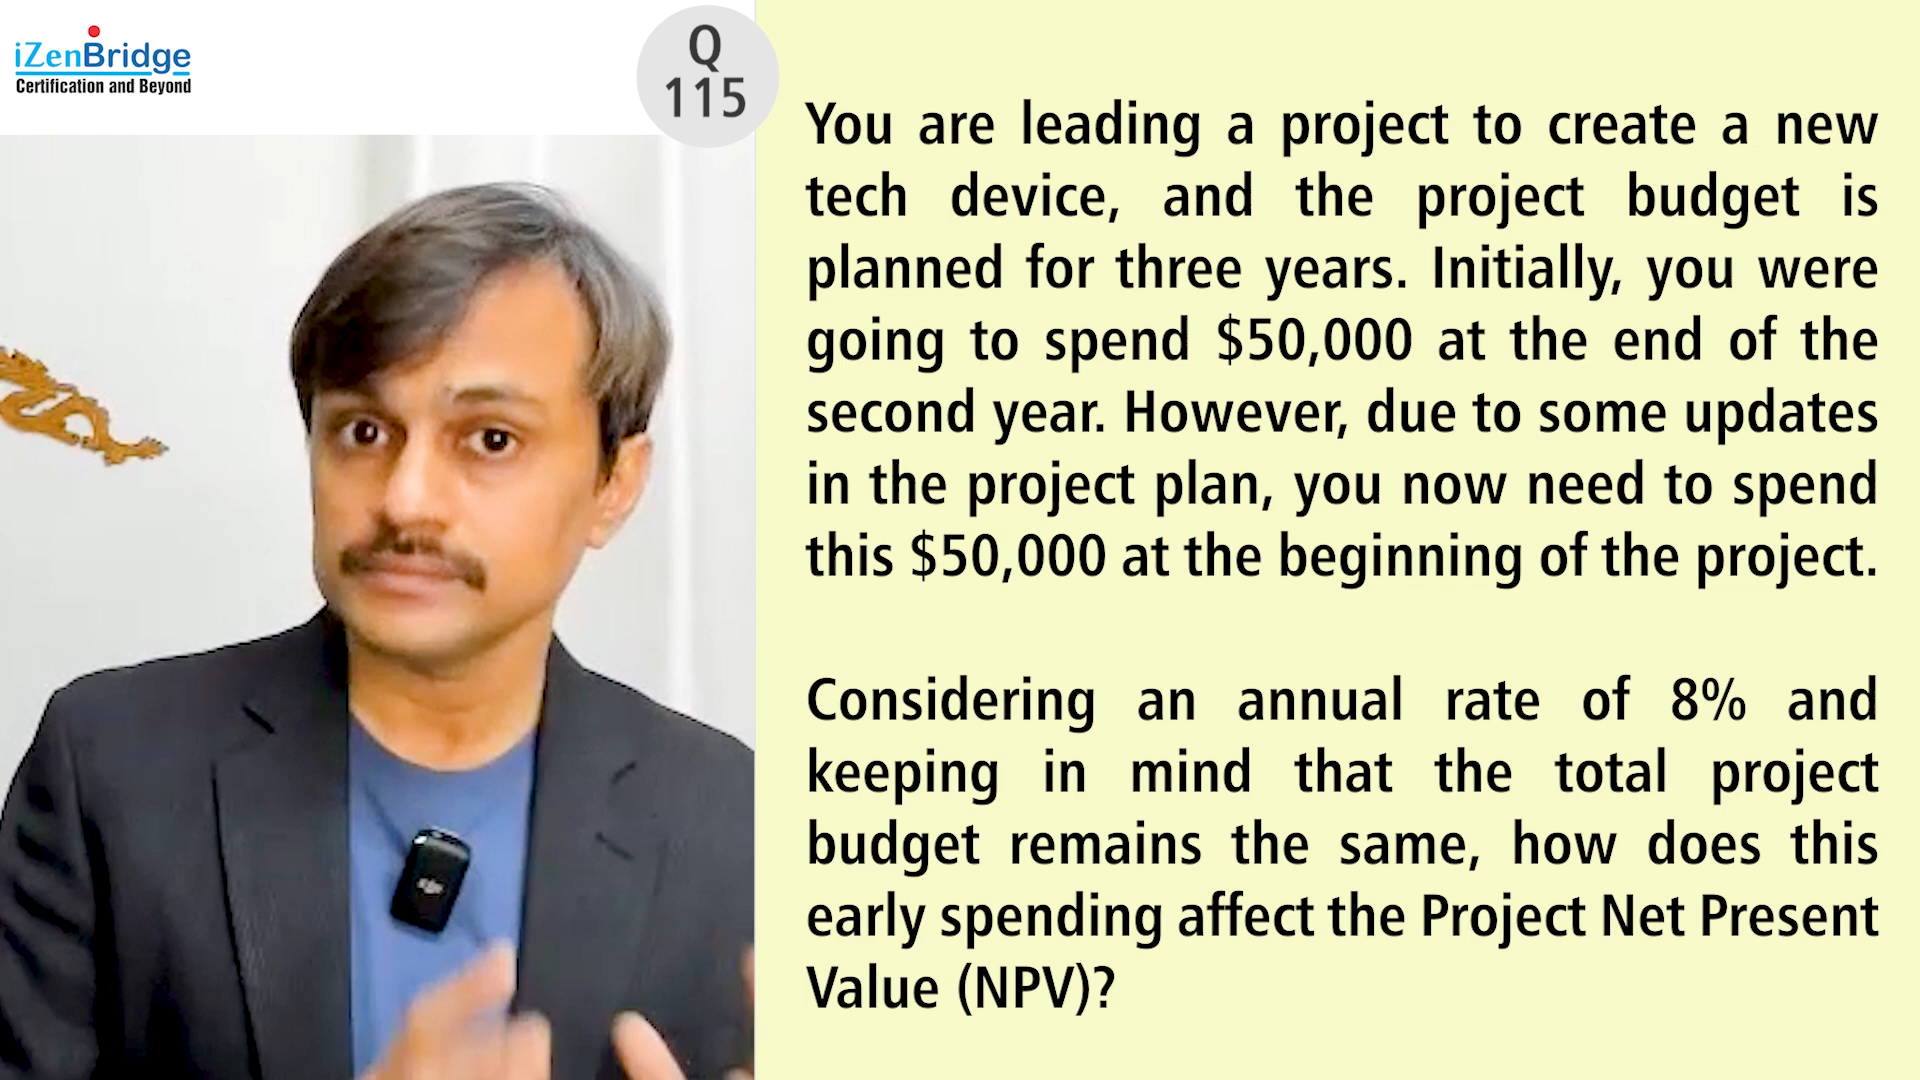 iZenBridge
Certification and Beyond
Q
115
You are leading a project to create a new
tech device, and the project budget is
planned for three years. Initially, you were
going to spend $50,000 at the end of the
second year. However, due to some updates
in the project plan, you now need to spend
this $50,000 at the beginning of the project.
Considering an annual rate of 8% and
keeping in mind that the total project
budget remains the same, how does this
early spending affect the Project Net Present
Value (NPV)?